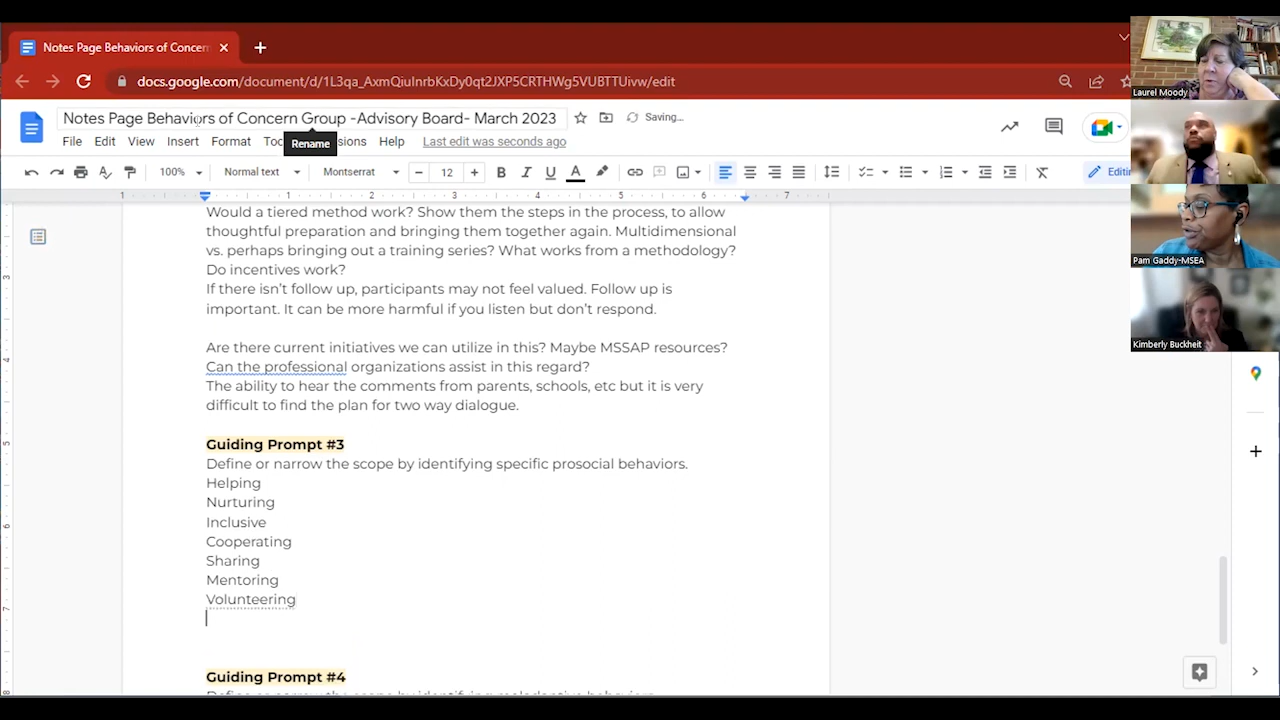 Notes Page Behaviors of Concern
docs.google.com/document/d/1L3qa_AxmQiuInrbKxDy0qt2JXP5CRTHWg5VUBTTUivw/edit
Notes Page Behaviors of Concern Group -Advisory Board- March 2023
Saving…
Rename
File Edit View Insert Format Help Last edit was seconds ago
100% Normal text Montserrat 12 Editin
1 1 2 3 4 5 6 7
Would a tiered method work? Show them the steps in the process, to allow
thoughtful preparation and bringing them together again. Multidimensional
vs. perhaps bringing out a training series? What works from a methodology?
Do incentives work?
If there isn't follow up, participants may not feel valued. Follow up is
important. It can be more harmful if you listen but don't respond.
Are there current initiatives we can utilize in this? Maybe MSSAP resources?
Can the professional organizations assist in this regard?
The ability to hear the comments from parents, schools, etc but it is very
difficult to find the plan for two way dialogue.
Guiding Prompt #3
Define or narrow the scope by identifying specific prosocial behaviors.
Helping
Nurturing
Inclusive
Cooperating
Sharing
Mentoring
Volunteering
Guiding Prompt #4
Laurel Moody
Pam Gaddy-MSEA
Kimberly Buckheit